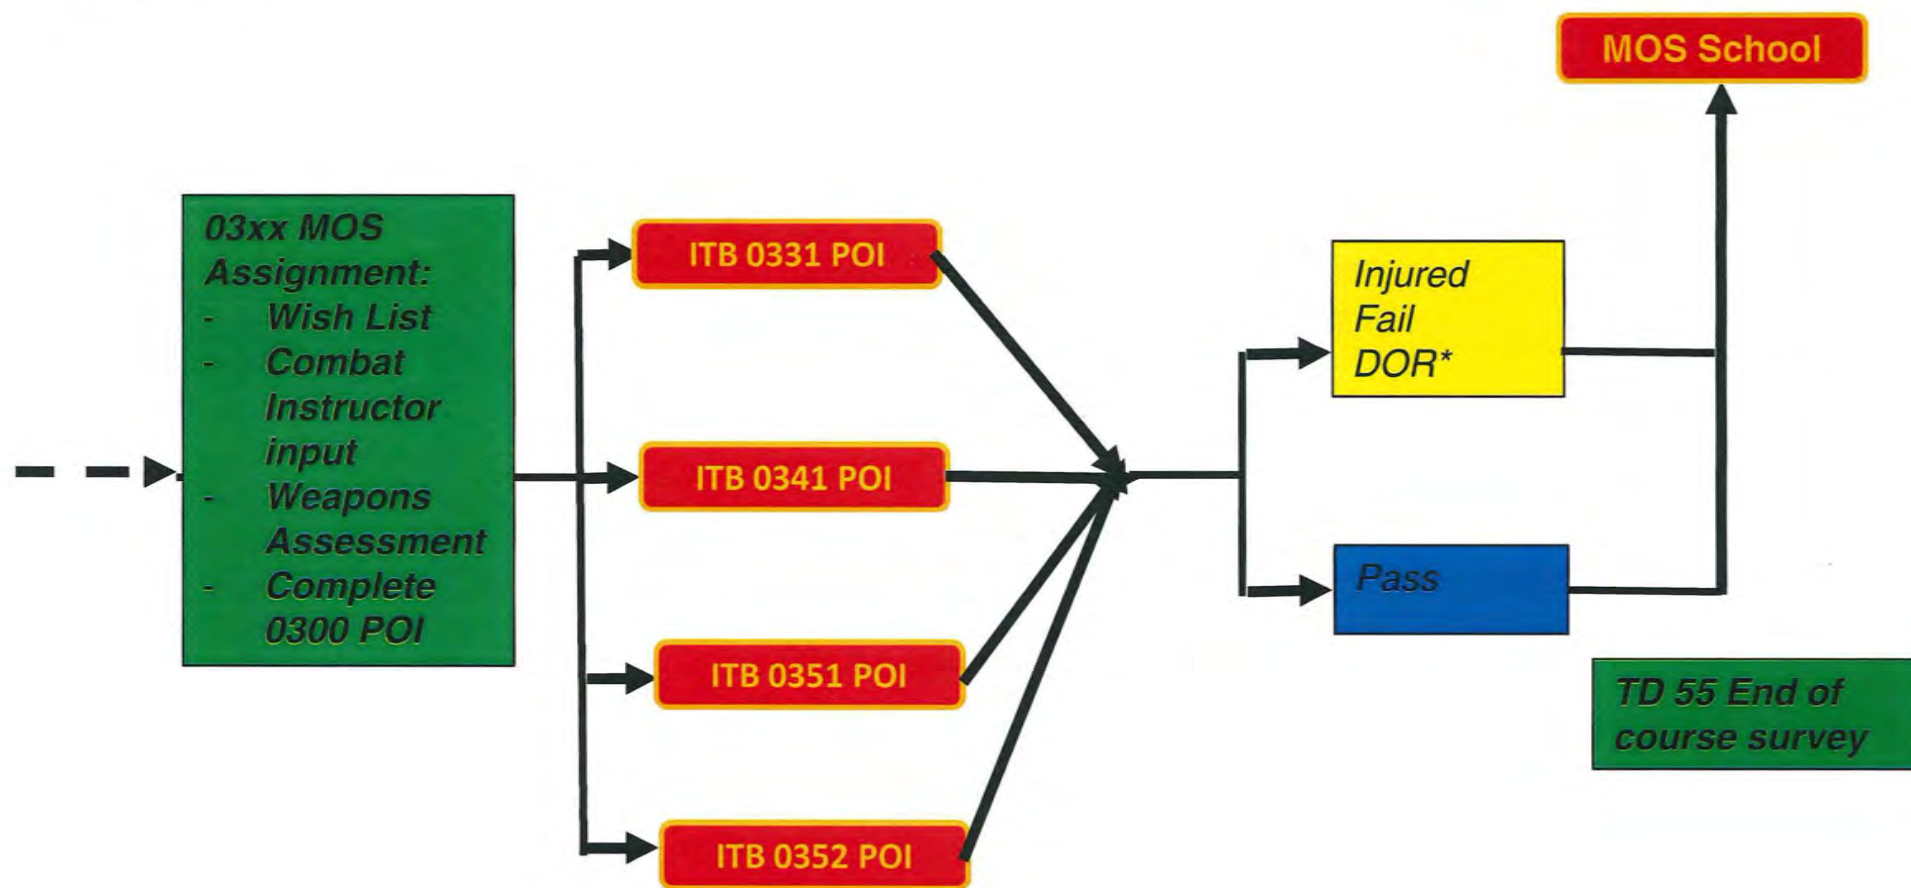 MOS School
03xx MOS
Assignment:
- Wish List
- Combat
Instructor
input
- Weapons
Assessment
- Complete
0300 POI
ITB 0331 POI
ITB 0341 POI
ITB 0351 POI
ITB 0352 POI
Injured
Fail
DOR*
Pass
TD 55 End of
course survey